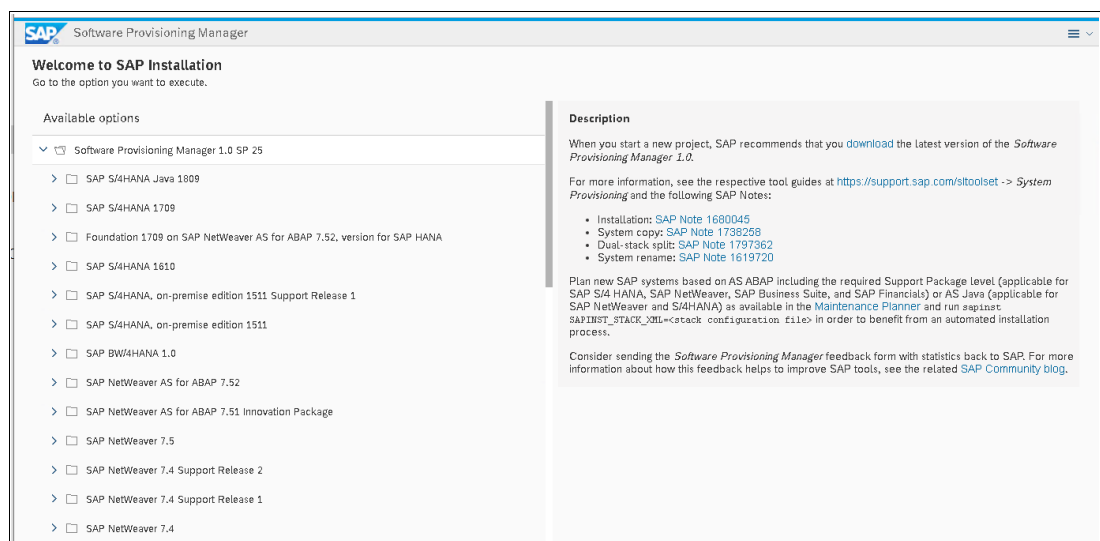 SAP Software Provisioning Manager
Welcome to SAP Installation
Go to the option you want to execute.
Available options
Software Provisioning Manager 1.0 SP 25
SAP S/4HANA Java 1809
SAP S/4HANA 1709
Foundation 1709 on SAP NetWeaver AS for ABAP 7.52, version for SAP HANA
SAP S/4HANA 1610
SAP S/4HANA, on-premise edition 1511 Support Release 1
SAP S/4HANA, on-premise edition 1511
SAP BW/4HANA 1.0
SAP NetWeaver AS for ABAP 7.52
SAP NetWeaver AS for ABAP 7.51 Innovation Package
SAP NetWeaver 7.5
SAP NetWeaver 7.4 Support Release 2
SAP NetWeaver 7.4 Support Release 1
SAP NetWeaver 7.4
Description
When you start a new project, SAP recommends that you download the latest version of the Software
Provisioning Manager 1.0.
For more information, see the respective tool guides at https://support.sap.com/sltoolset -> System
Provisioning and the following SAP Notes:
• Installation: SAP Note 1680045
• System copy: SAP Note 1738258
• Dual-stack split: SAP Note 1797362
• System rename: SAP Note 1619720
Plan new SAP systems based on AS ABAP including the required Support Package level (applicable for
SAP S/4 HANA, SAP NetWeaver, SAP Business Suite, and SAP Financials) or AS Java (applicable for
SAP NetWeaver and S/4HANA) as available in the Maintenance Planner and run sapinst
SAPINST_STACK_XML=<stack configuration file> in order to benefit from an automated installation
process.
Consider sending the Software Provisioning Manager feedback form with statistics back to SAP. For more
information about how this feedback helps to improve SAP tools, see the related SAP Community blog.